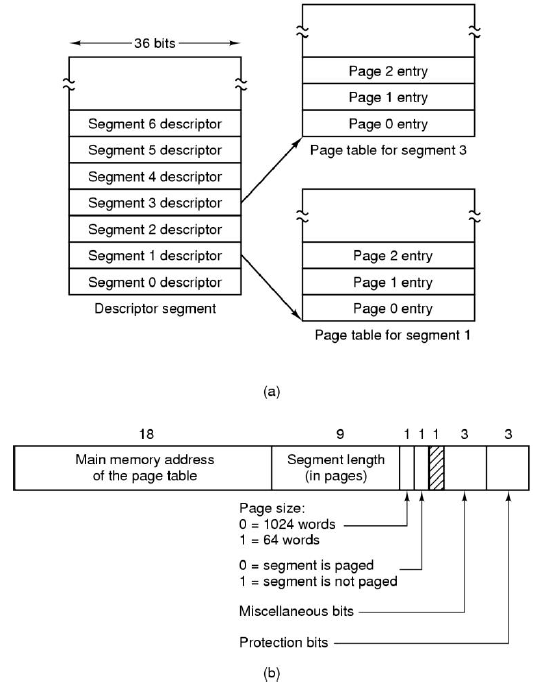 36 bits
Segment 6 descriptor
Segment 5 descriptor
Segment 4 descriptor
Segment 3 descriptor
Segment 2 descriptor
Segment 1 descriptor
Segment 0 descriptor
Descriptor segment
Page 2 entry
Page 1 entry
Page 0 entry
Page table for segment 3
Page 2 entry
Page 1 entry
Page 0 entry
Page table for segment 1
(a)
18 9 1 1 1 3 3
Main memory address
of the page table
Segment length
(in pages)
Page size:
0 = 1024 words
1 = 64 words
0 = segment is paged
1 = segment is not paged
Miscellaneous bits
Protection bits
(b)